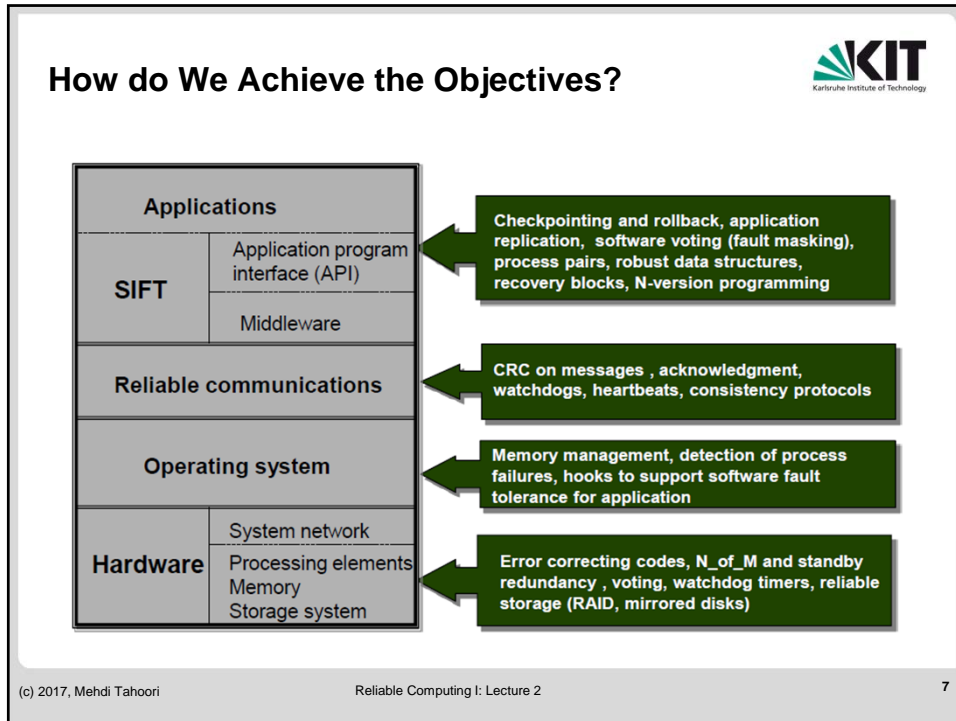 How do We Achieve the Objectives?
KIT
Karlsruhe Institute of Technology
Applications
SIFT
Application program
interface (API)
Middleware
Checkpointing and rollback, application
replication, software voting (fault masking),
process pairs, robust data structures,
recovery blocks, N-version programming
Reliable communications
CRC on messages , acknowledgment,
watchdogs, heartbeats, consistency protocols
Operating system
Memory management, detection of process
failures, hooks to support software fault
tolerance for application
Hardware
System network
Processing elements
Memory
Storage system
Error correcting codes, N_of_M and standby
redundancy , voting, watchdog timers, reliable
storage (RAID, mirrored disks)
(c) 2017, Mehdi Tahoori
Reliable Computing I: Lecture 2
7